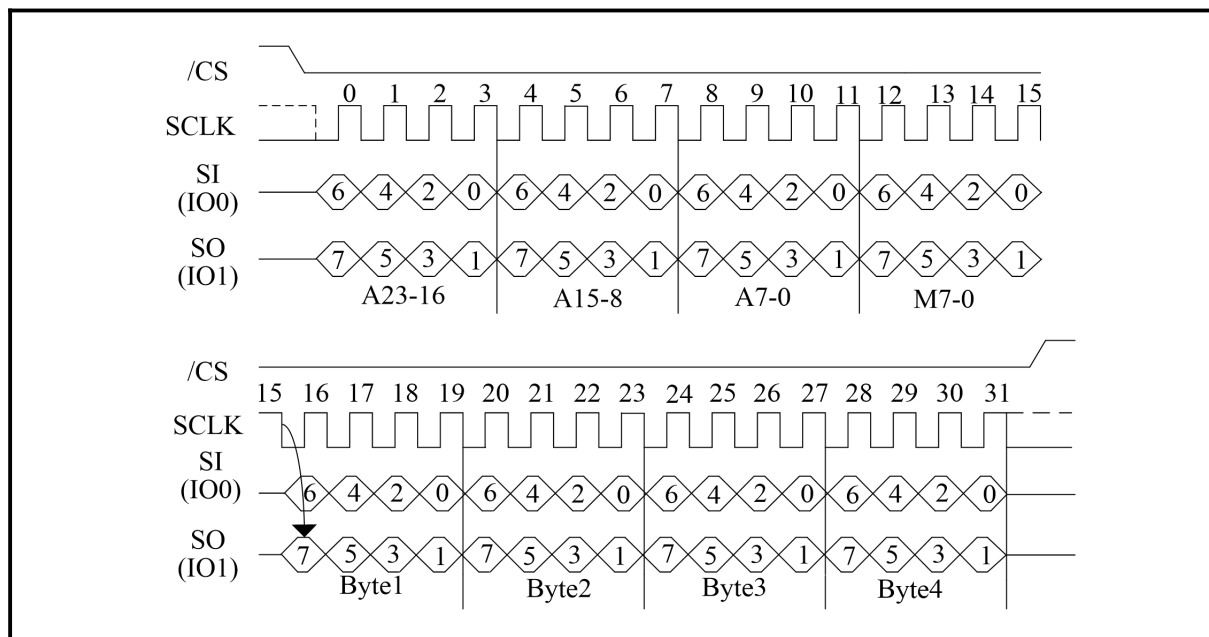 /CS
0 1 2 3 4 5 6 7 8 9 10 11 12 13 14 15
SCLK
SI
(IO0)
6 4 2 0 6 4 2 0 6 4 2 0 6 4 2 0
SO
(IO1)
7 5 3 1 7 5 3 1 7 5 3 1 7 5 3 1
A23-16 A15-8 A7-0 M7-0
/CS
15 16 17 18 19 20 21 22 23 24 25 26 27 28 29 30 31
SCLK
SI
(IO0)
6 4 2 0 6 4 2 0 6 4 2 0 6 4 2 0
SO
(IO1)
7 5 3 1 7 5 3 1 7 5 3 1 7 5 3 1
Byte1 Byte2 Byte3 Byte4